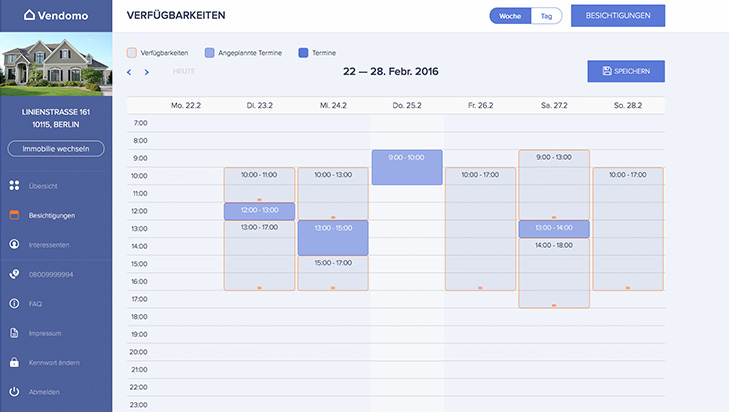 Vendomo
VERFÜGBARKEITEN
Woche
Tag
BESICHTIGUNGEN
Verfügbarkeiten
Angeplannte Termine
Termine
HEUTE
22 — 28. Febr. 2016
SPEICHERN
LINIENSTRASSE 161
10115, BERLIN
Immobilie wechseln
Übersicht
Besichtigungen
Interessenten
08009999994
FAQ
Impressum
Kennwort ändern
Abmelden
Mo. 22.2
Di. 23.2
Mi. 24.2
Do. 25.2
Fr. 26.2
Sa. 27.2
So. 28.2
7:00
8:00
9:00
9:00 - 10:00
9:00 - 13:00
10:00
10:00 - 11:00
10:00 - 13:00
10:00 - 17:00
10:00 - 17:00
11:00
12:00
12:00 - 13:00
13:00
13:00 - 17:00
13:00 - 15:00
13:00 - 14:00
14:00
14:00 - 18:00
15:00
15:00 - 17:00
16:00
17:00
18:00
19:00
20:00
21:00
22:00
23:00